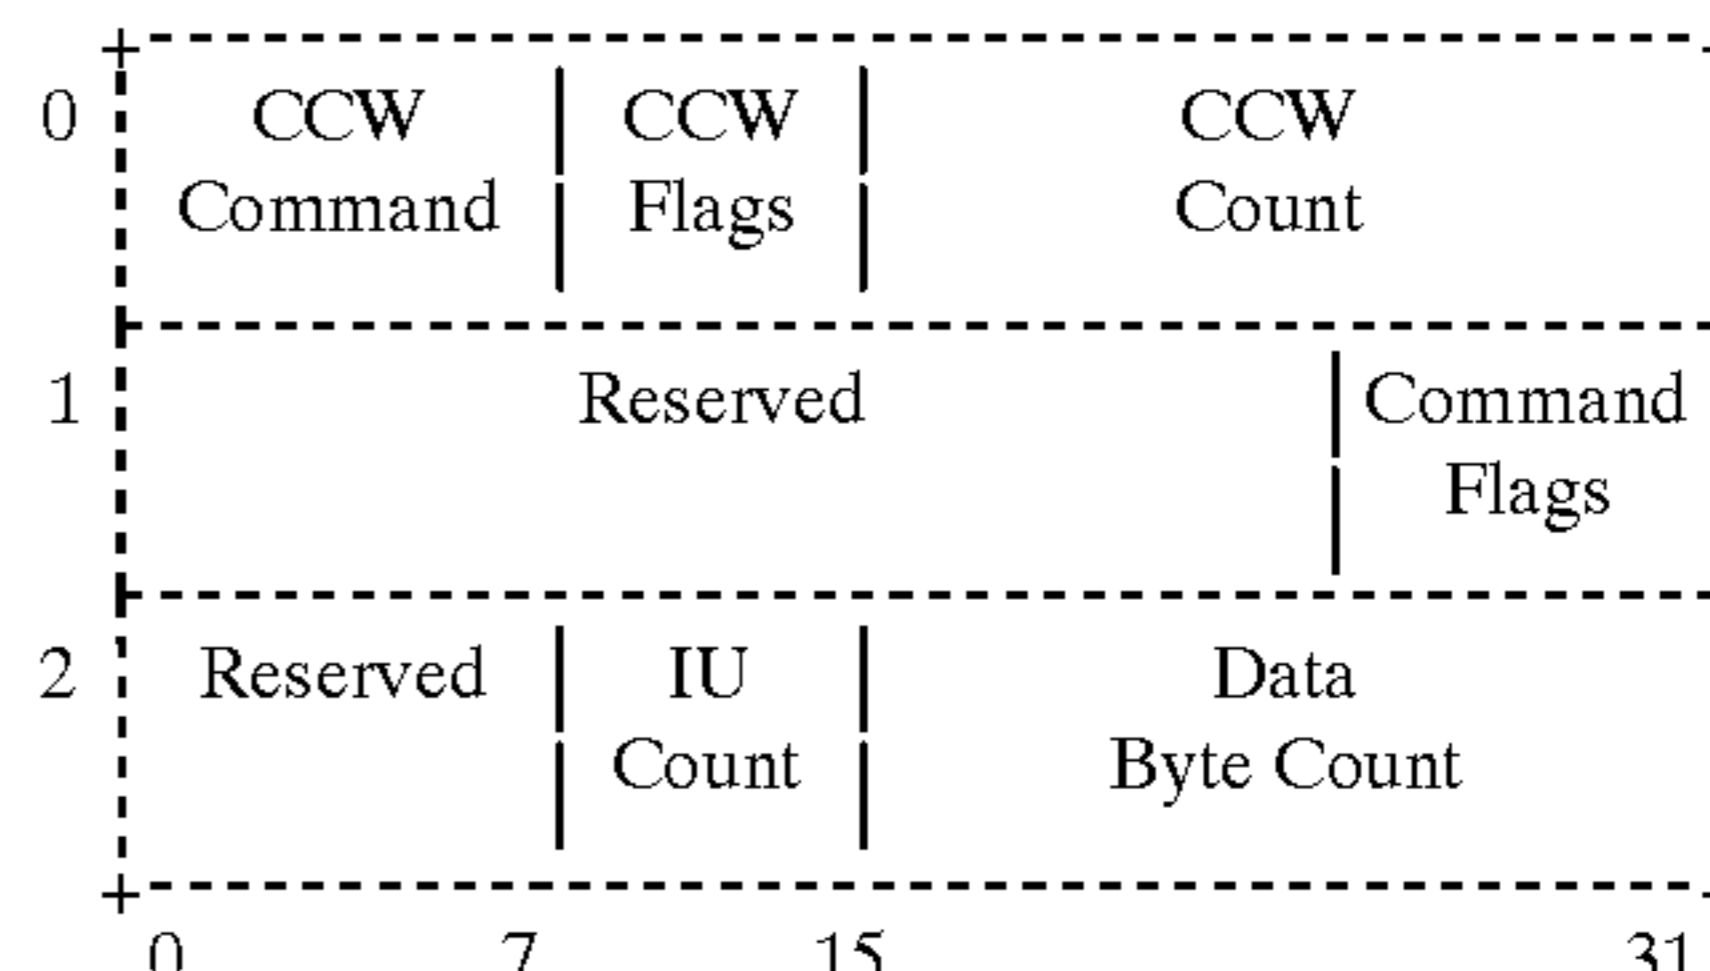 0 CCW CCW CCW
Command Flags Count
1 Reserved Command
Flags
2 Reserved IU Data
Count Byte Count
0 7 15 31